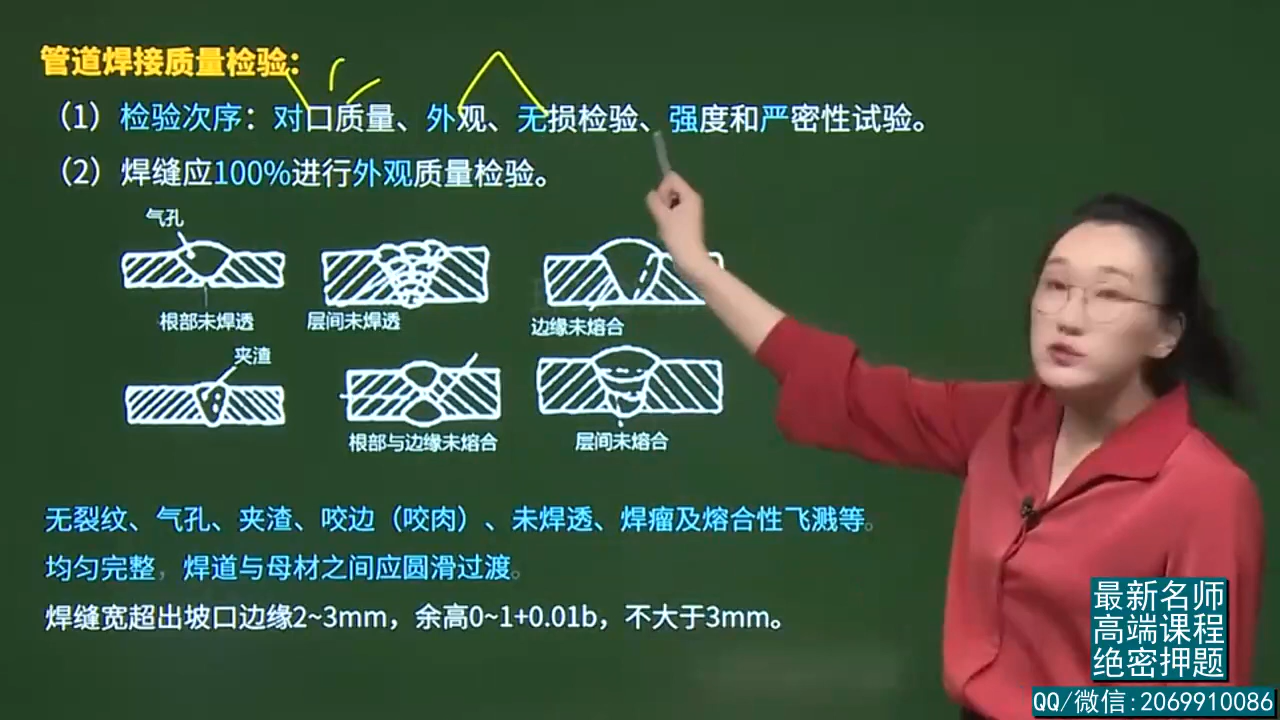 管道焊接质量检验：
（1）检验次序：对口质量、外观、无损检验、强度和严密性试验。
（2）焊缝应100%进行外观质量检验。
气孔
根部未焊透
层间未焊透
边缘未熔合
夹渣
根部与边缘未熔合
层间未熔合
无裂纹、气孔、夹渣、咬边（咬肉）、未焊透、焊瘤及熔合性飞溅等。
均匀完整，焊道与母材之间应圆滑过渡。
焊缝宽超出坡口边缘2~3mm，余高0~1+0.01b，不大于3mm。
最新名师
高端课程
绝密押题
QQ/微信:2069910086